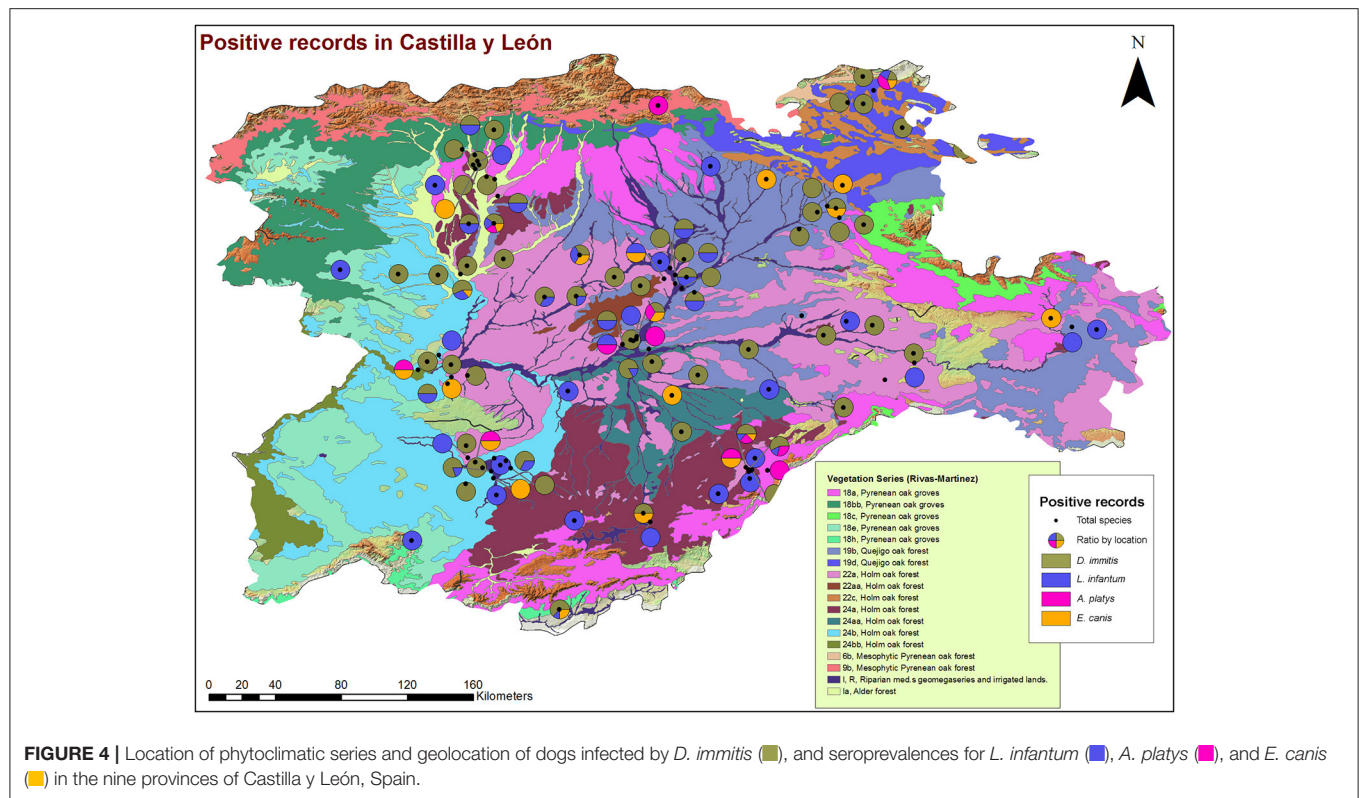 Positive records in Castilla y León
N
Vegetation Series (Rivas-Martinez)
18a, Pyrenean oak groves
18bb, Pyrenean oak groves
18c, Pyrenean oak groves
18e, Pyrenean oak groves
18h, Pyrenean oak groves
19b, Quejigo oak forest
19d, Quejigo oak forest
22a, Holm oak forest
22aa, Holm oak forest
22c, Holm oak forest
24a, Holm oak forest
24aa, Holm oak forest
24b, Holm oak forest
24bb, Holm oak forest
6b, Mesophytic Pyrenean oak forest
9b, Mesophytic Pyrenean oak forest
I, R, Riparian med.s geomegaseries and irrigated lands.
Ia, Alder forest
Positive records
Total species
Ratio by location
D. immitis
L. infantum
A. platys
E. canis
0 20 40 80 120 160
Kilometers
FIGURE 4 | Location of phytoclimatic series and geolocation of dogs infected by D. immitis (), and seroprevalences for L. infantum (), A. platys (), and E. canis
() in the nine provinces of Castilla y León, Spain.